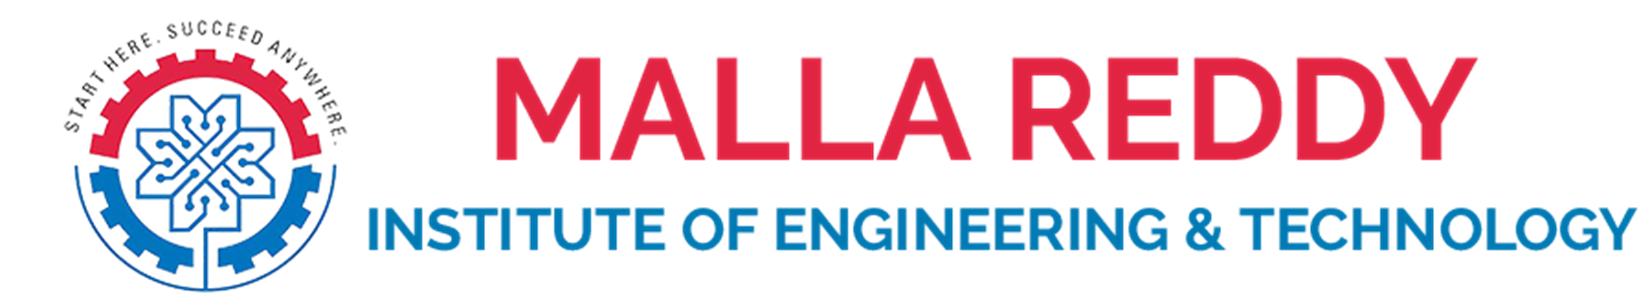 START HERE. SUCCEED ANYWHERE.
MALLA REDDY
INSTITUTE OF ENGINEERING & TECHNOLOGY